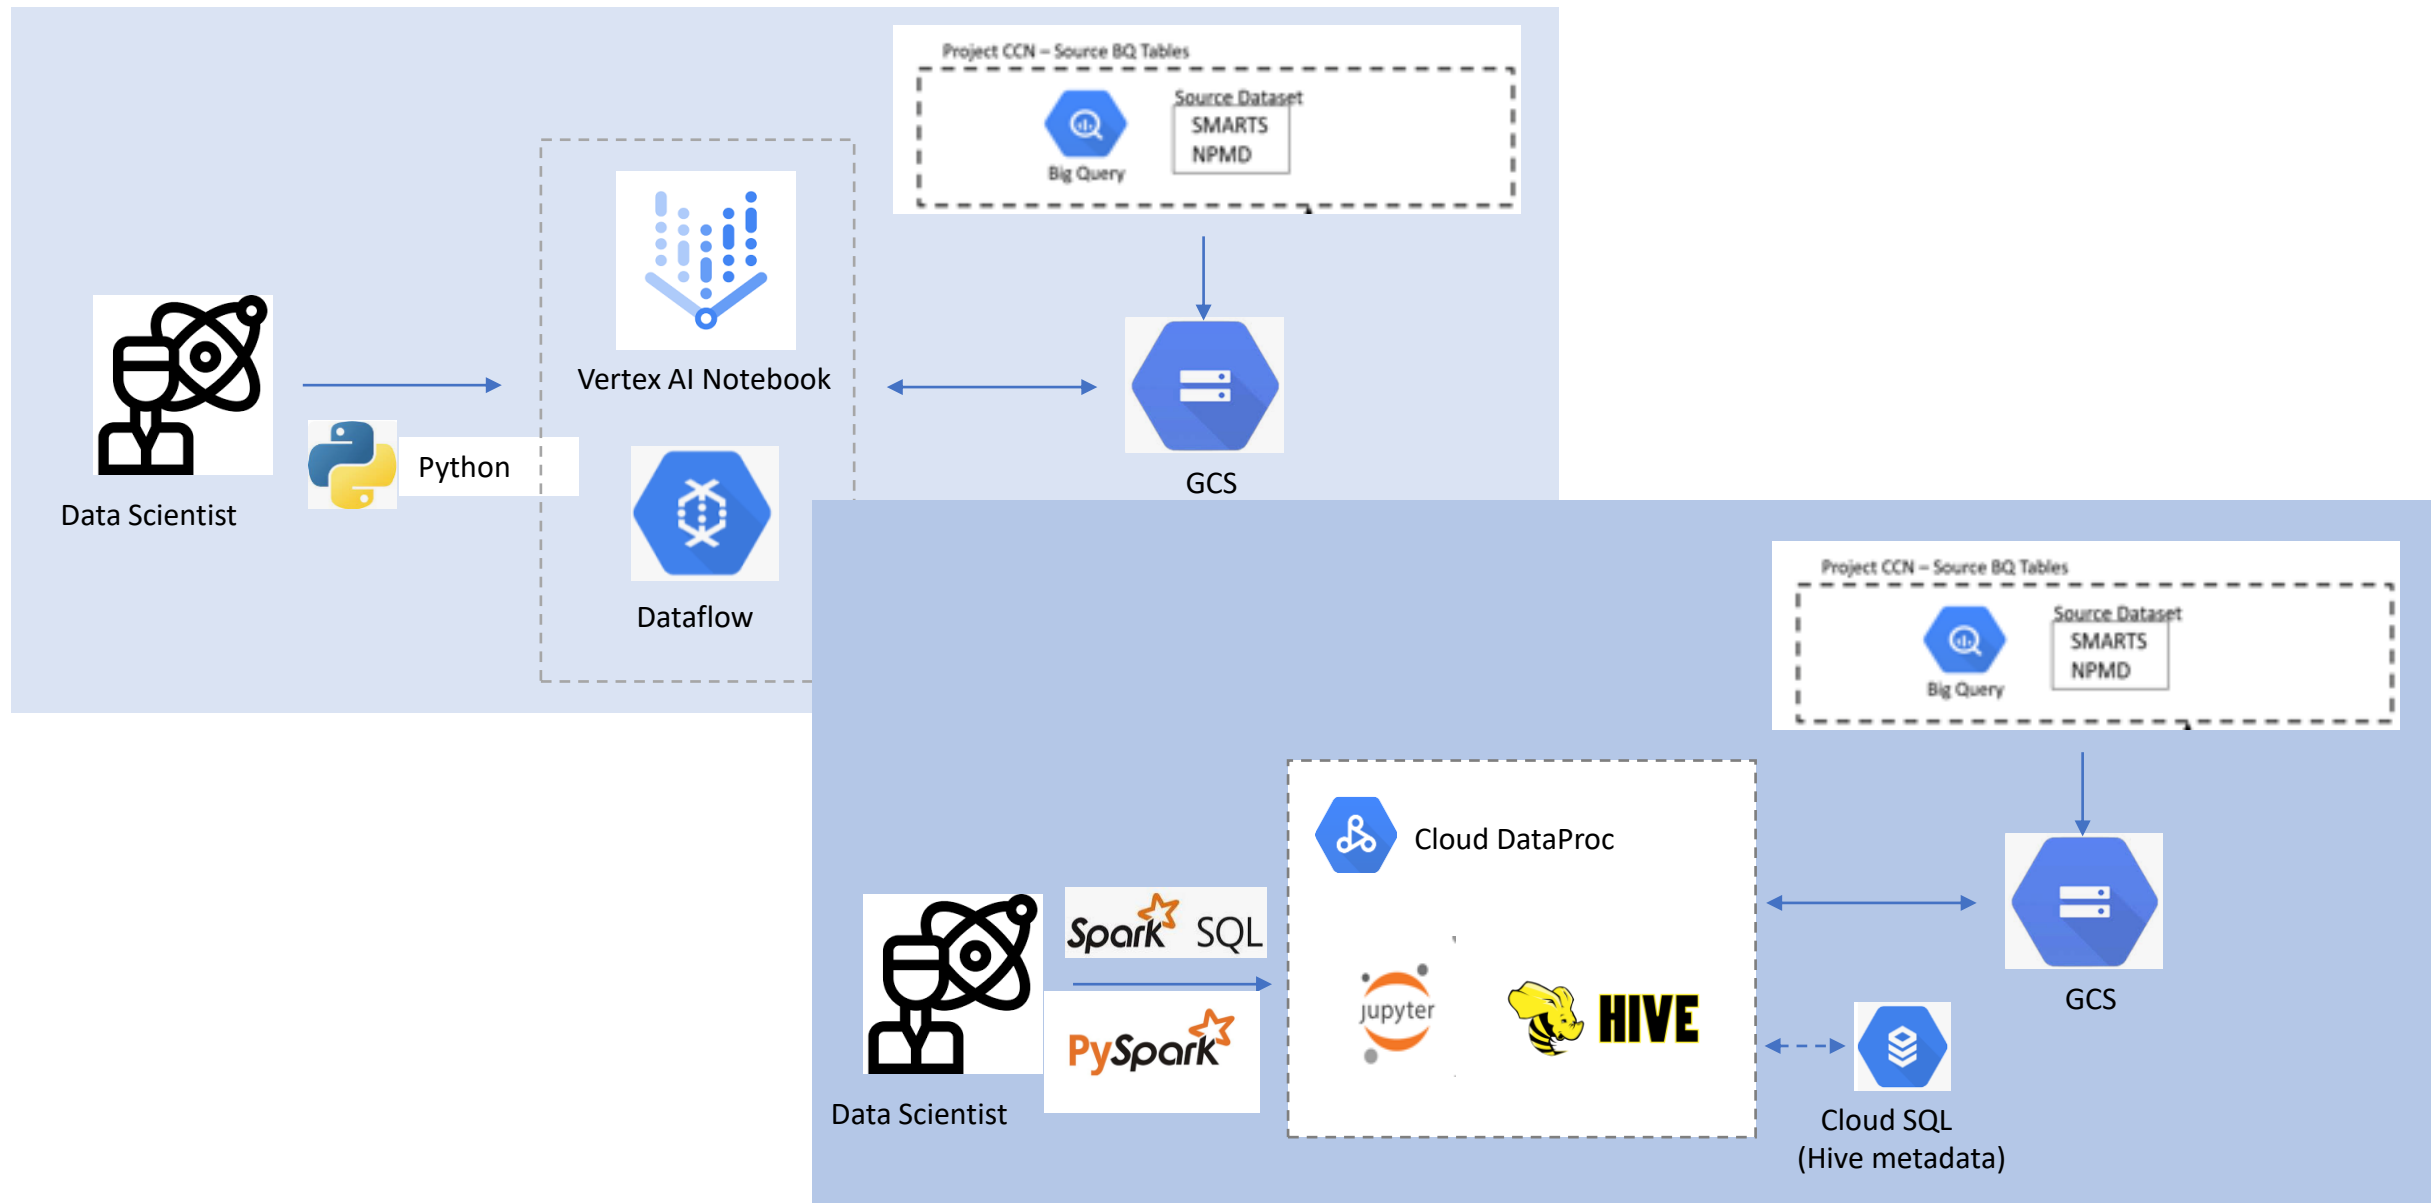 Project CCN – Source BQ Tables
Source Dataset
SMARTS
NPMD
Big Query
Vertex AI Notebook
Python
Data Scientist
GCS
Dataflow
Project CCN – Source BQ Tables
Source Dataset
SMARTS
NPMD
Big Query
Cloud DataProc
Spark SQL
PySpark
jupyter
HIVE
GCS
Data Scientist
Cloud SQL
(Hive metadata)